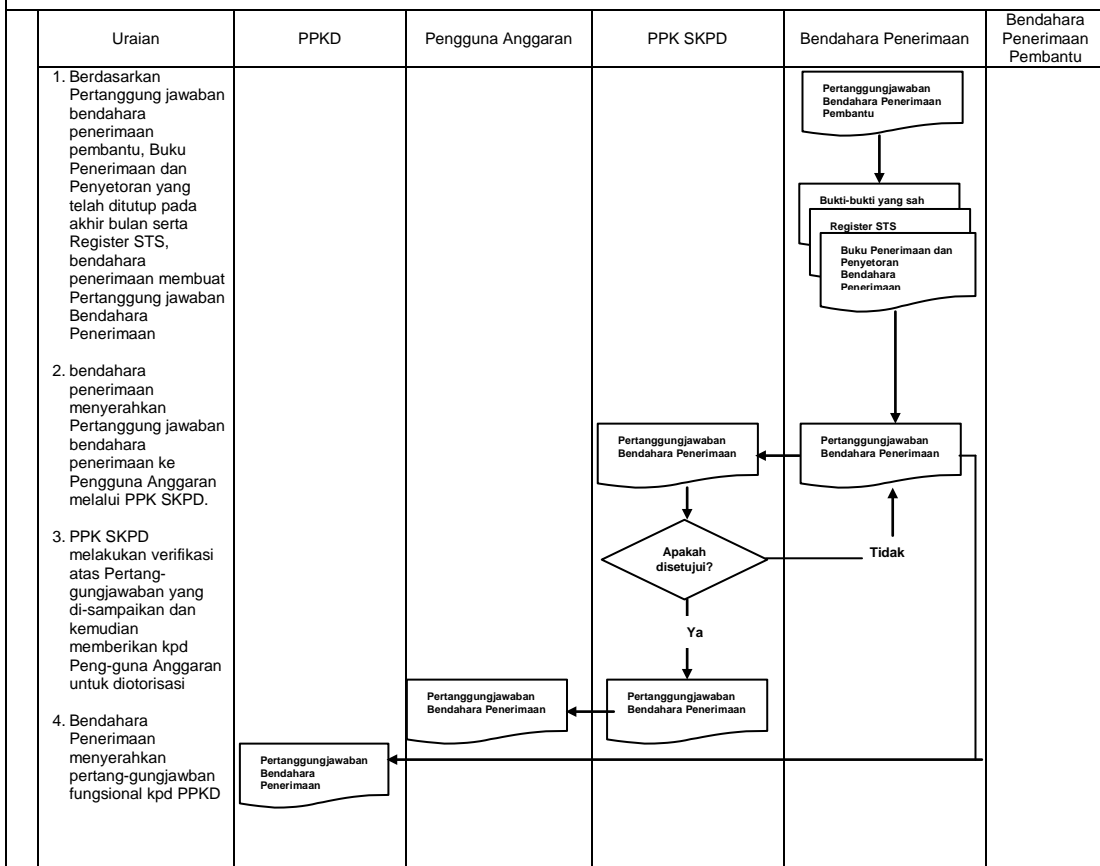 Uraian
PPKD
Pengguna Anggaran
PPK SKPD
Bendahara Penerimaan
Bendahara
Penerimaan
Pembantu
1. Berdasarkan
Pertanggung jawaban
bendahara
penerimaan
pembantu, Buku
Penerimaan dan
Penyetoran yang
telah ditutup pada
akhir bulan serta
Register STS,
bendahara
penerimaan membuat
Pertanggung jawaban
Bendahara
Penerimaan
2. bendahara
penerimaan
menyerahkan
Pertanggung jawaban
bendahara
penerimaan ke
Pengguna Anggaran
melalui PPK SKPD.
3. PPK SKPD
melakukan verifikasi
atas Pertang-
gungjawaban yang
di-sampaikan dan
kemudian
memberikan kpd
Peng-guna Anggaran
untuk diotorisasi
4. Bendahara
Penerimaan
menyerahkan
pertang-gungjawban
fungsional kpd PPKD
Pertanggungjawaban
Bendahara Penerimaan
Pembantu
Bukti-bukti yang sah
Register STS
Buku Penerimaan dan
Penyetoran
Bendahara
Penerimaan
Pertanggungjawaban
Bendahara Penerimaan
Pertanggungjawaban
Bendahara Penerimaan
Apakah
disetujui?
Tidak
Ya
Pertanggungjawaban
Bendahara Penerimaan
Pertanggungjawaban
Bendahara Penerimaan
Pertanggungjawaban
Bendahara
Penerimaan